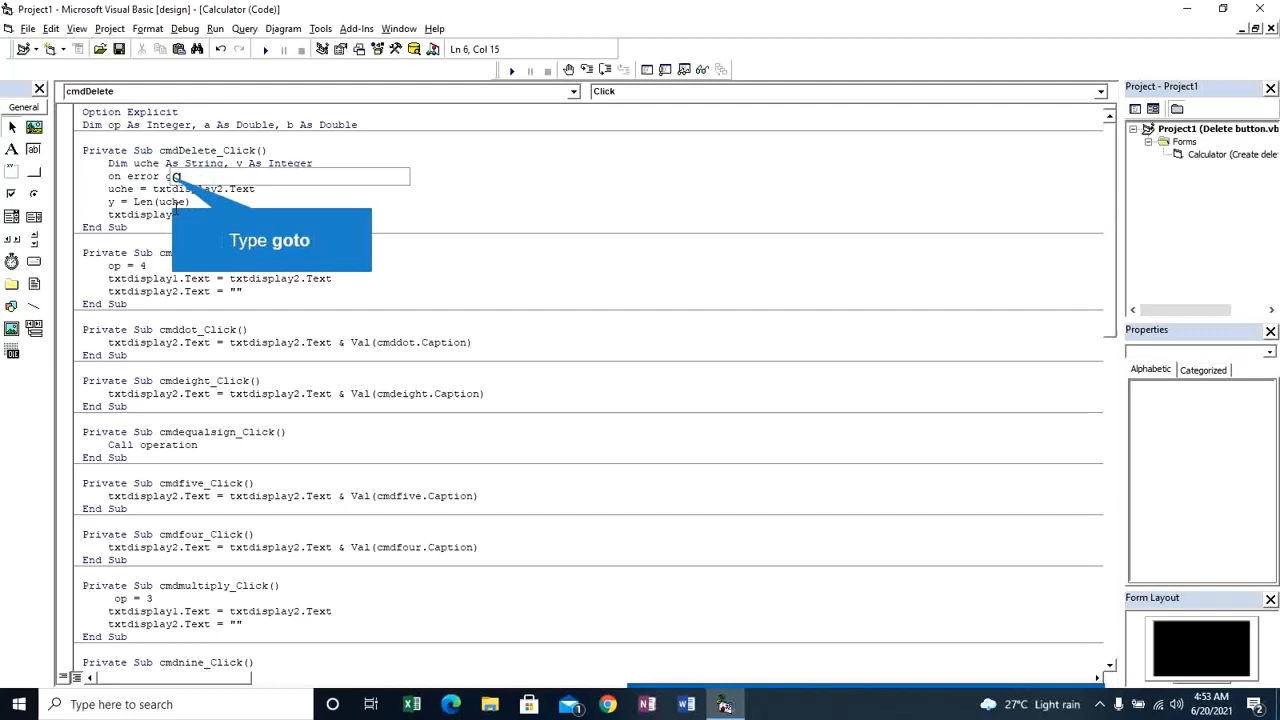 Project1 - Microsoft Visual Basic [design] - [Calculator (Code)]
File Edit View Project Format Debug Run Query Diagram Tools Add-Ins Window Help
Ln 6, Col 15
cmdDelete
Click
General
Option Explicit
Dim op As Integer, a As Double, b As Double
Private Sub cmdDelete_Click()
Dim uche As String, y As Integer
on error g
uche = txtdisplay2.Text
y = Len(uche)
txtdisplay
End Sub
Type goto
Private Sub
op = 4
txtdisplay1.Text = txtdisplay2.Text
txtdisplay2.Text = ""
End Sub
Private Sub cmddot_Click()
txtdisplay2.Text = txtdisplay2.Text & Val(cmddot.Caption)
End Sub
Private Sub cmdeight_Click()
txtdisplay2.Text = txtdisplay2.Text & Val(cmdeight.Caption)
End Sub
Private Sub cmdequalsign_Click()
Call operation
End Sub
Private Sub cmdfive_Click()
txtdisplay2.Text = txtdisplay2.Text & Val(cmdfive.Caption)
End Sub
Private Sub cmdfour_Click()
txtdisplay2.Text = txtdisplay2.Text & Val(cmdfour.Caption)
End Sub
Private Sub cmdmultiply_Click()
op = 3
txtdisplay1.Text = txtdisplay2.Text
txtdisplay2.Text = ""
End Sub
Private Sub cmdnine_Click()
Project - Project1
Project1 (Delete button.vb
Forms
Calculator (Create dele
Properties
Alphabetic Categorized
Form Layout
Type here to search
27°C Light rain
4:53 AM
6/20/2021